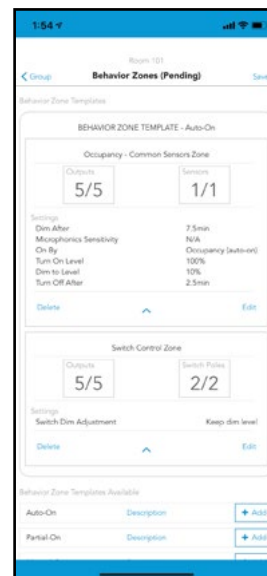 1:54
Room 101
Group
Behavior Zones (Pending)
Save
Behavior Zone Templates
BEHAVIOR ZONE TEMPLATE - Auto-On
Occupancy - Common Sensors Zone
Outputs
Sensors
5/5
1/1
Settings
Dim After 7.5min
Microphonics Sensitivity N/A
On By Occupancy (auto-on)
Turn On Level 100%
Dim to Level 10%
Turn Off After 2.5min
Delete
Edit
Switch Control Zone
Outputs
Switch Poles
5/5
2/2
Settings
Switch Dim Adjustment Keep dim level
Delete
Edit
Behavior Zone Templates Available
Auto-On Description + Add
Partial-On Description + Add